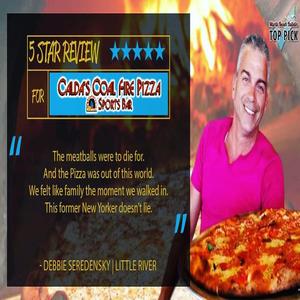 5 STAR REVIEW
FOR
CALDA'S COAL FIRE PIZZA
SPORTS BAR
TOP PICK
"
The meatballs were to die for.
And the Pizza was out of this world.
We felt like family the moment we walked in.
This former New Yorker doesn't lie.
"
- DEBBIE SEREDENSKY | LITTLE RIVER